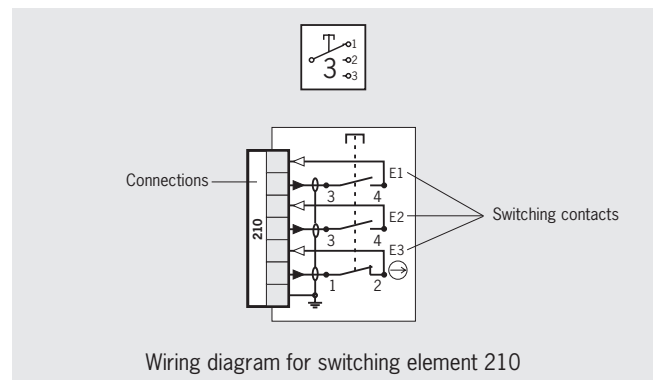 1
2
3
3
E1
3 4
Connections
E2
Switching contacts
210
3 4
E3
1 2
Wiring diagram for switching element 210